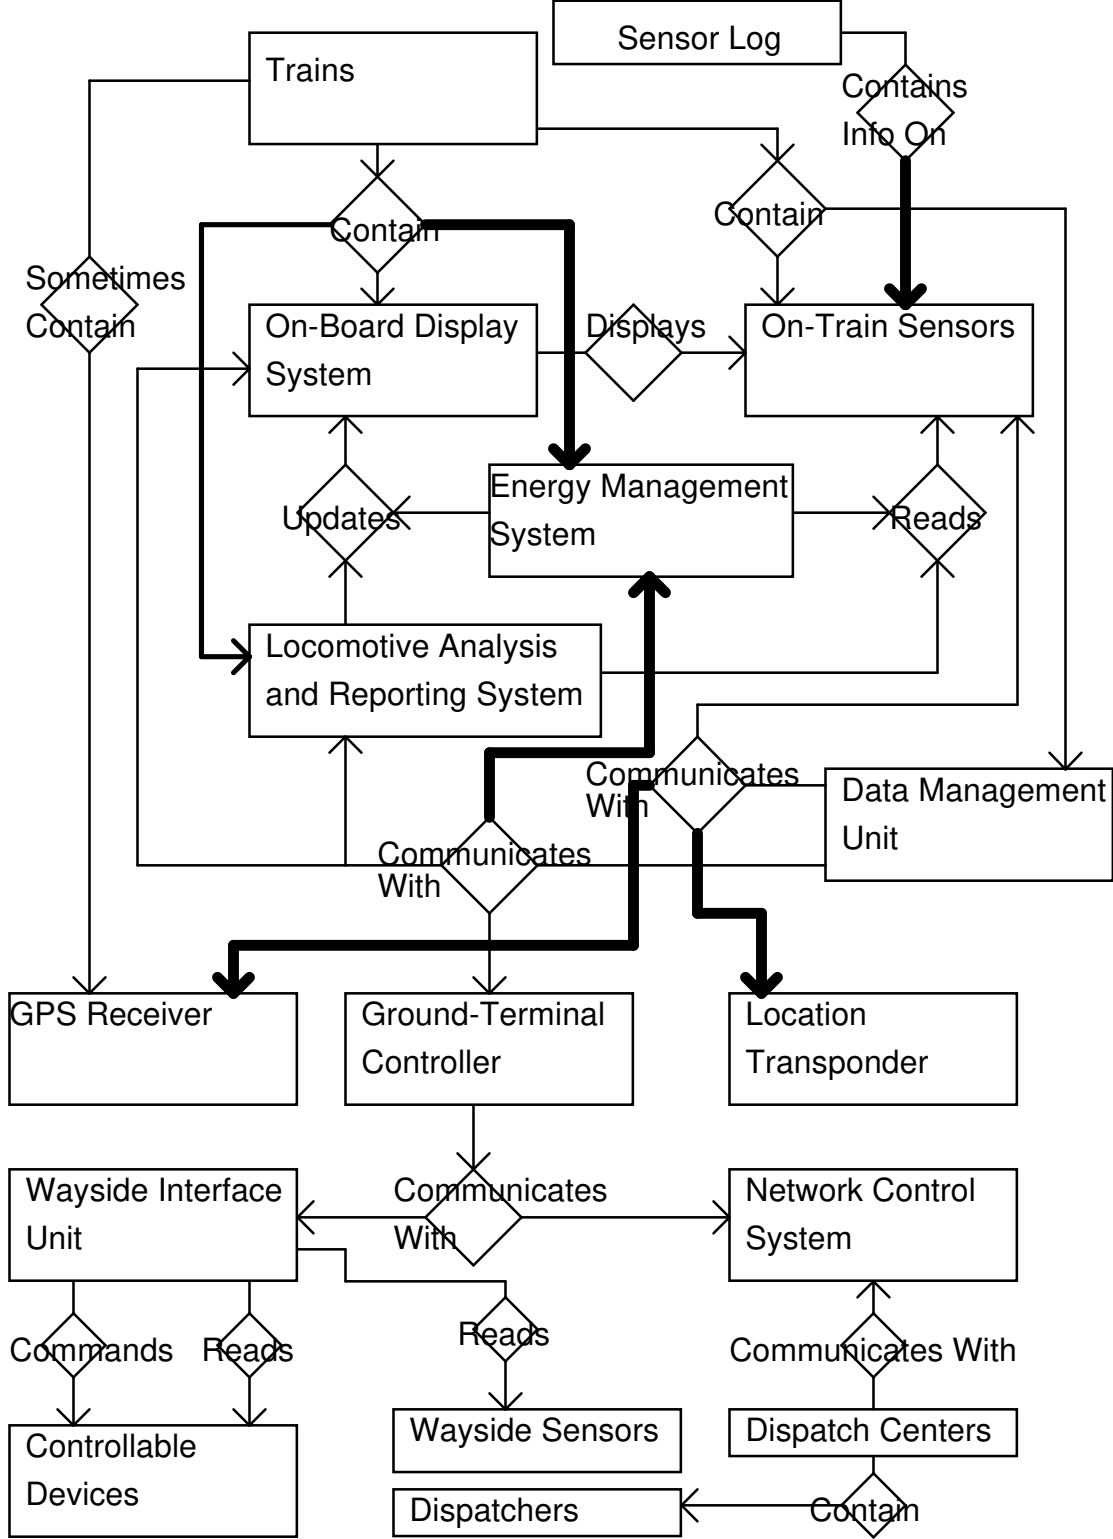 Sensor Log
Trains
Contains
Info On
Contain
Contain
Sometimes
Contain
On-Board Display
System
Displays
On-Train Sensors
Updates
Energy Management
System
Reads
Locomotive Analysis
and Reporting System
Communicates
With
Data Management
Unit
Communicates
With
GPS Receiver
Ground-Terminal
Controller
Location
Transponder
Wayside Interface
Unit
Communicates
With
Network Control
System
Commands
Reads
Reads
Communicates With
Controllable
Devices
Wayside Sensors
Dispatch Centers
Dispatchers
Contain